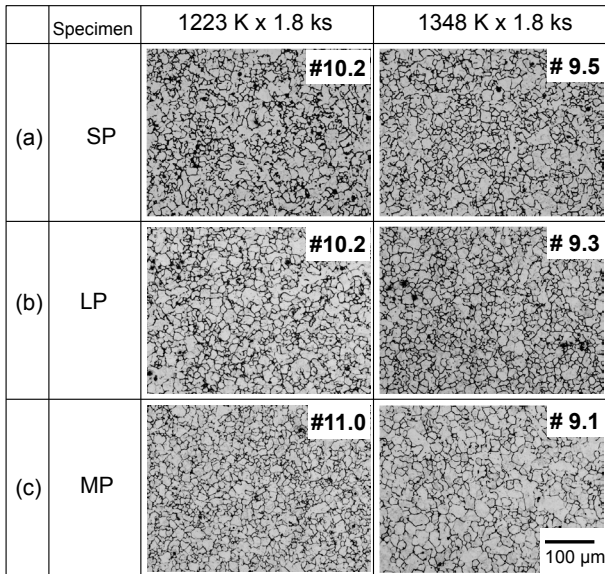 Specimen 1223 K x 1.8 ks 1348 K x 1.8 ks
(a) SP #10.2 # 9.5
(b) LP #10.2 # 9.3
(c) MP #11.0 # 9.1
100 µm